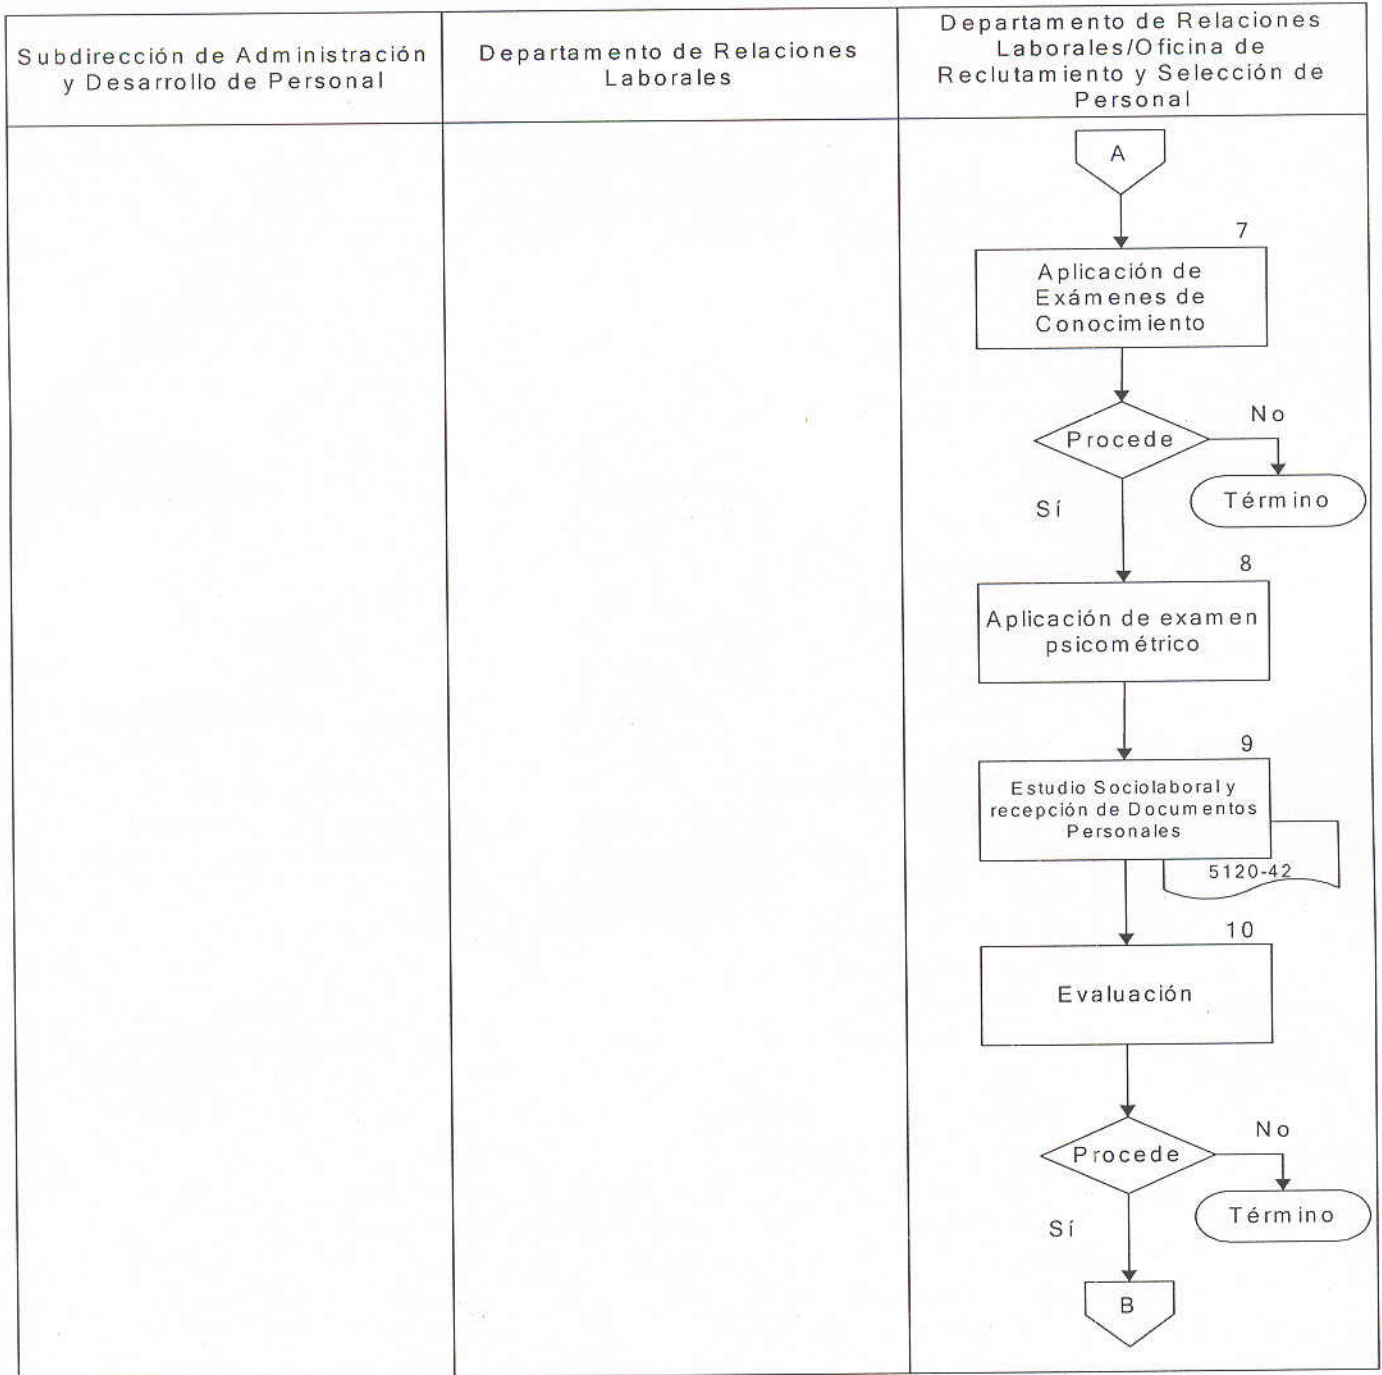 Subdirección de Administración
y Desarrollo de Personal
Departamento de Relaciones
Laborales
Departamento de Relaciones
Laborales/Oficina de
Reclutamiento y Selección de
Personal
A
7
Aplicación de
Exámenes de
Conocimiento
Procede
No
Término
Sí
8
Aplicación de examen
psicométrico
9
Estudio Sociolaboral y
recepción de Documentos
Personales
5120-42
10
Evaluación
Procede
No
Término
Sí
B